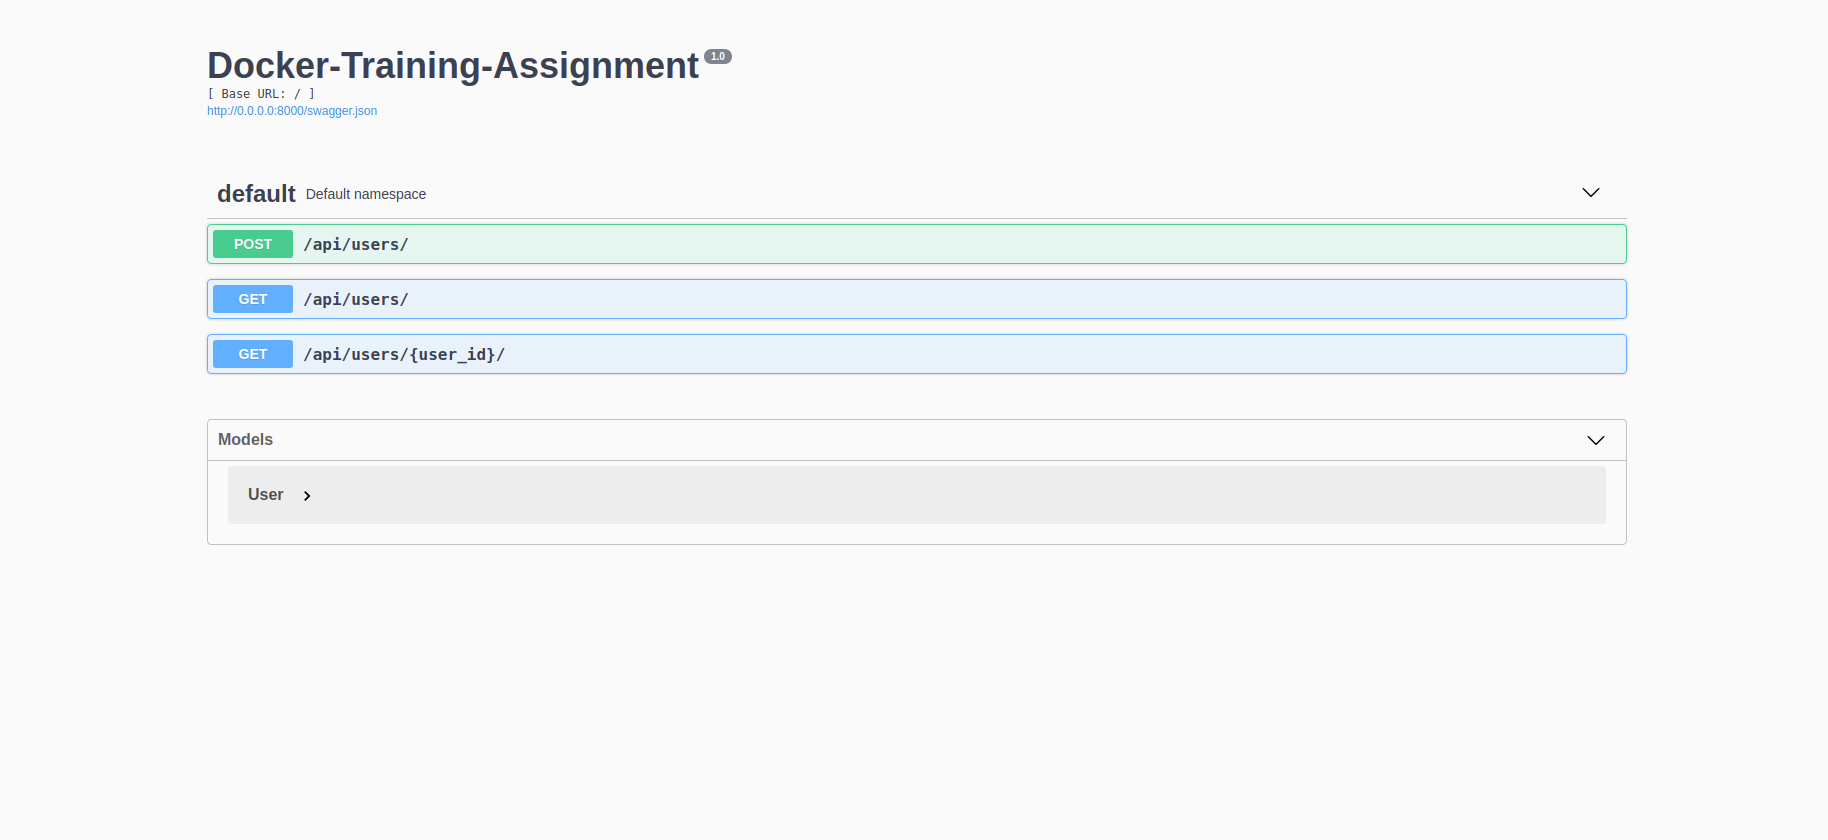 Docker-Training-Assignment 1.0
[ Base URL: / ]
http://0.0.0.0:8000/swagger.json
default Default namespace
POST /api/users/
GET /api/users/
GET /api/users/{user_id}/
Models
User